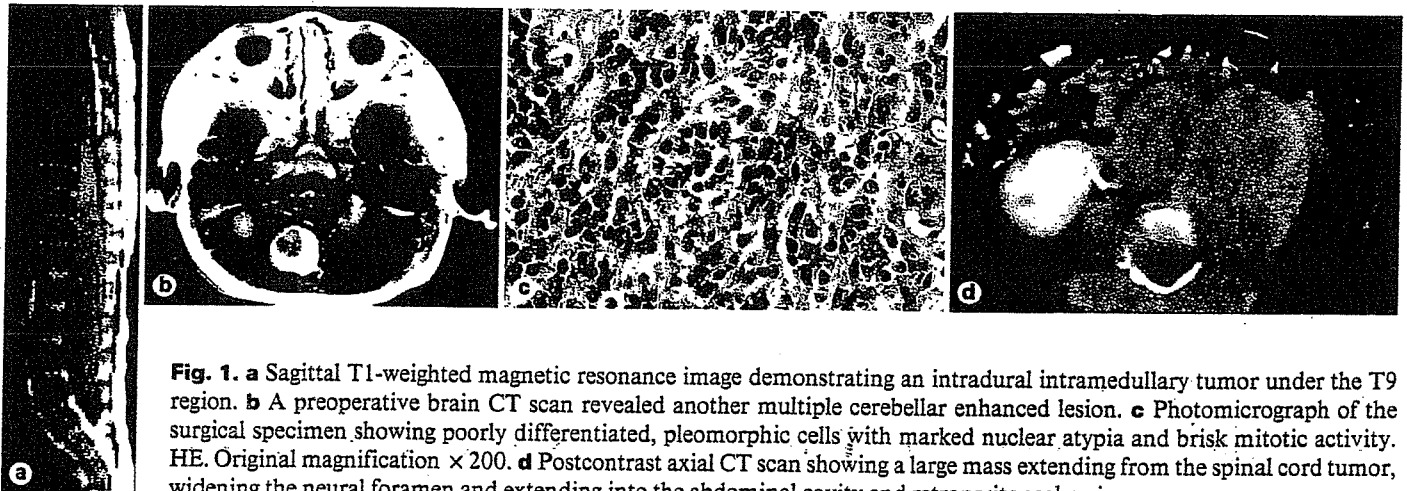 a
b
c
d
Fig. 1. a Sagittal T1-weighted magnetic resonance image demonstrating an intradural intramedullary tumor under the T9
region. b A preoperative brain CT scan revealed another multiple cerebellar enhanced lesion. c Photomicrograph of the
surgical specimen showing poorly differentiated, pleomorphic cells with marked nuclear atypia and brisk mitotic activity.
HE. Original magnification × 200. d Postcontrast axial CT scan showing a large mass extending from the spinal cord tumor,
widening the neural foramen and extending into the abdominal cavity and